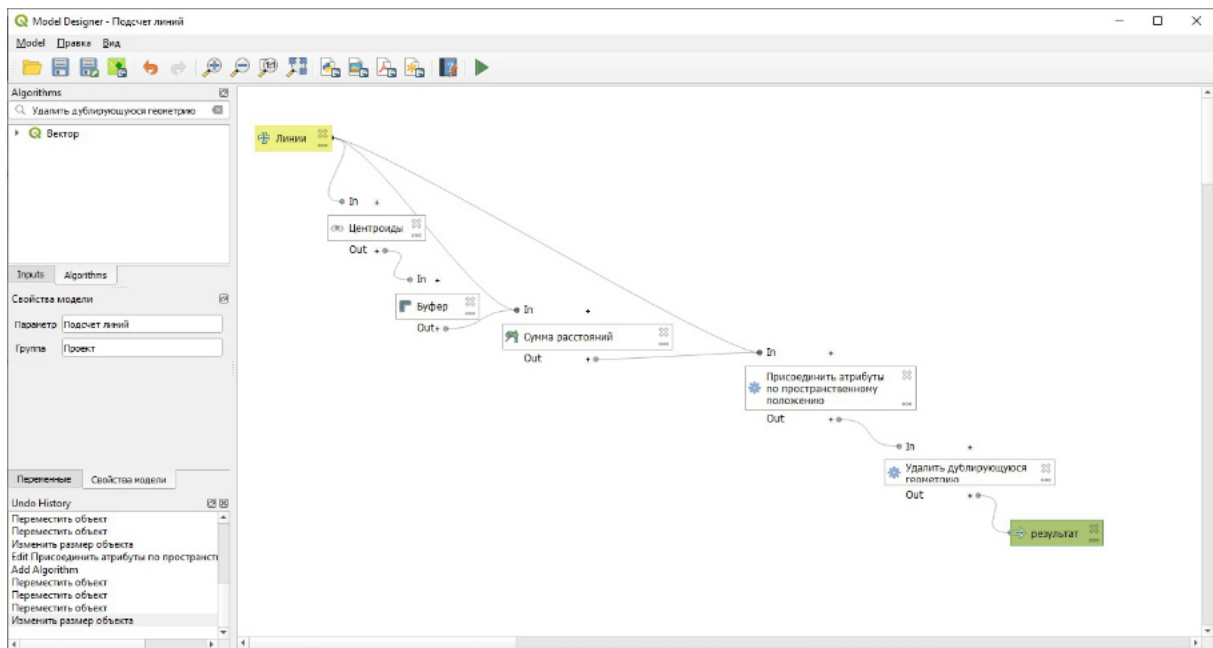 Model Designer - Подсчет линий
Model Правка Вид
Algorithms
Удалить дублирующуюся геометрию
Вектор
Inputs Algorithms
Свойства модели
Параметр Подсчет линий
Группа Проект
Переменные Свойства модели
Undo History
Переместить объект
Переместить объект
Изменить размер объекта
Edit Присоединить атрибуты по пространст
Add Algorithm
Переместить объект
Переместить объект
Переместить объект
Изменить размер объекта
Линии
In +
Центроиды
Out +
In +
Буфер
Out+
In +
Сумма расстояний
Out +
In +
Присоединить атрибуты
по пространственному
положению
Out +
In +
Удалить дублирующуюся
геометрию
Out +
результат